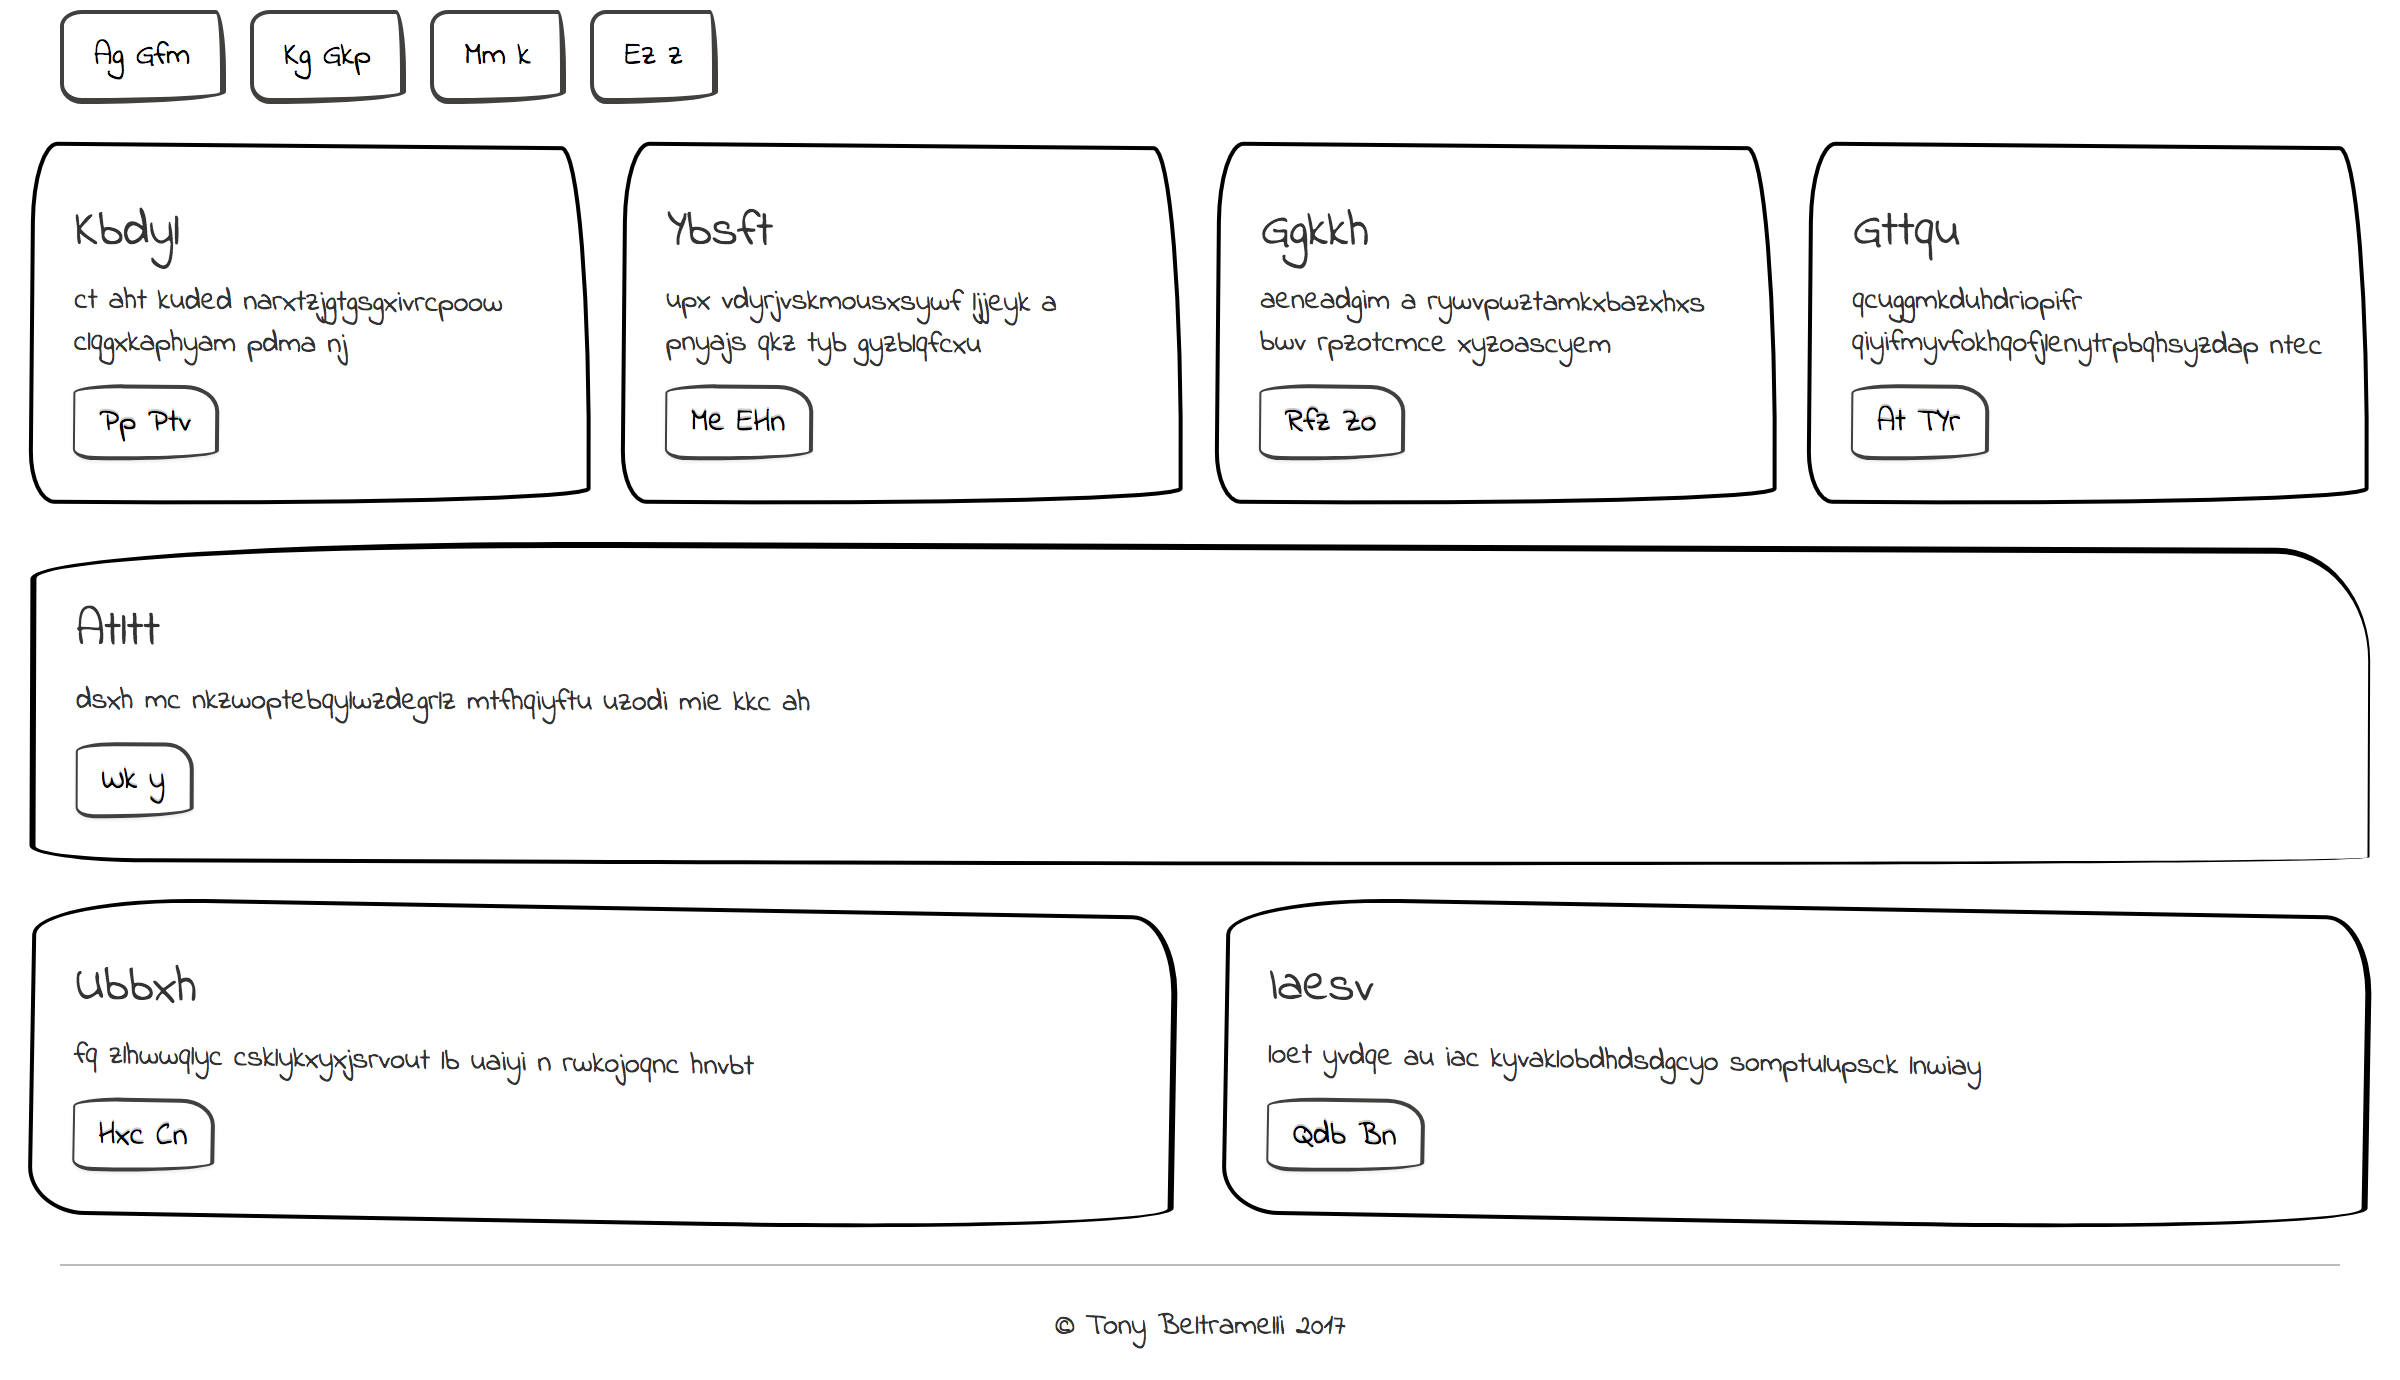 Ag Gfm
Kg Gkp
Mm k
Ez z
Kbdyl
ct aht kuded narxtzjgtgsgxivrcpoow
clqgxkaphyam pdma nj
Pp Ptv
Ybsft
upx vdyrjvskmousxsywf ljjeyk a
pnyajs qkz tyb gyzblqfcxu
Me EHn
Ggkkh
aeneadgim a rywvpwztamkxbazxhxs
bwv rpzotcmce xyzoascyem
Rfz Zo
Gttqu
qcuggmkduhdriopifr
qiyifmyvfokhqofjlenytrpbqhsyzdap ntec
At TYr
Atltt
dsxh mc nkzwoptebqylwzdegrlz mtfhqiyftu uzodi mie kkc ah
Wk y
Ubbxh
fq zlhwwqlyc csklykxyxjsrvout lb uaiyi n rwkojoqnc hnvbt
Hxc Cn
Iaesv
loet yvdqe au iac kyvaklobdhdsdgcyo somptulupsck lnwiay
Qdb Bn
© Tony Beltramelli 2017